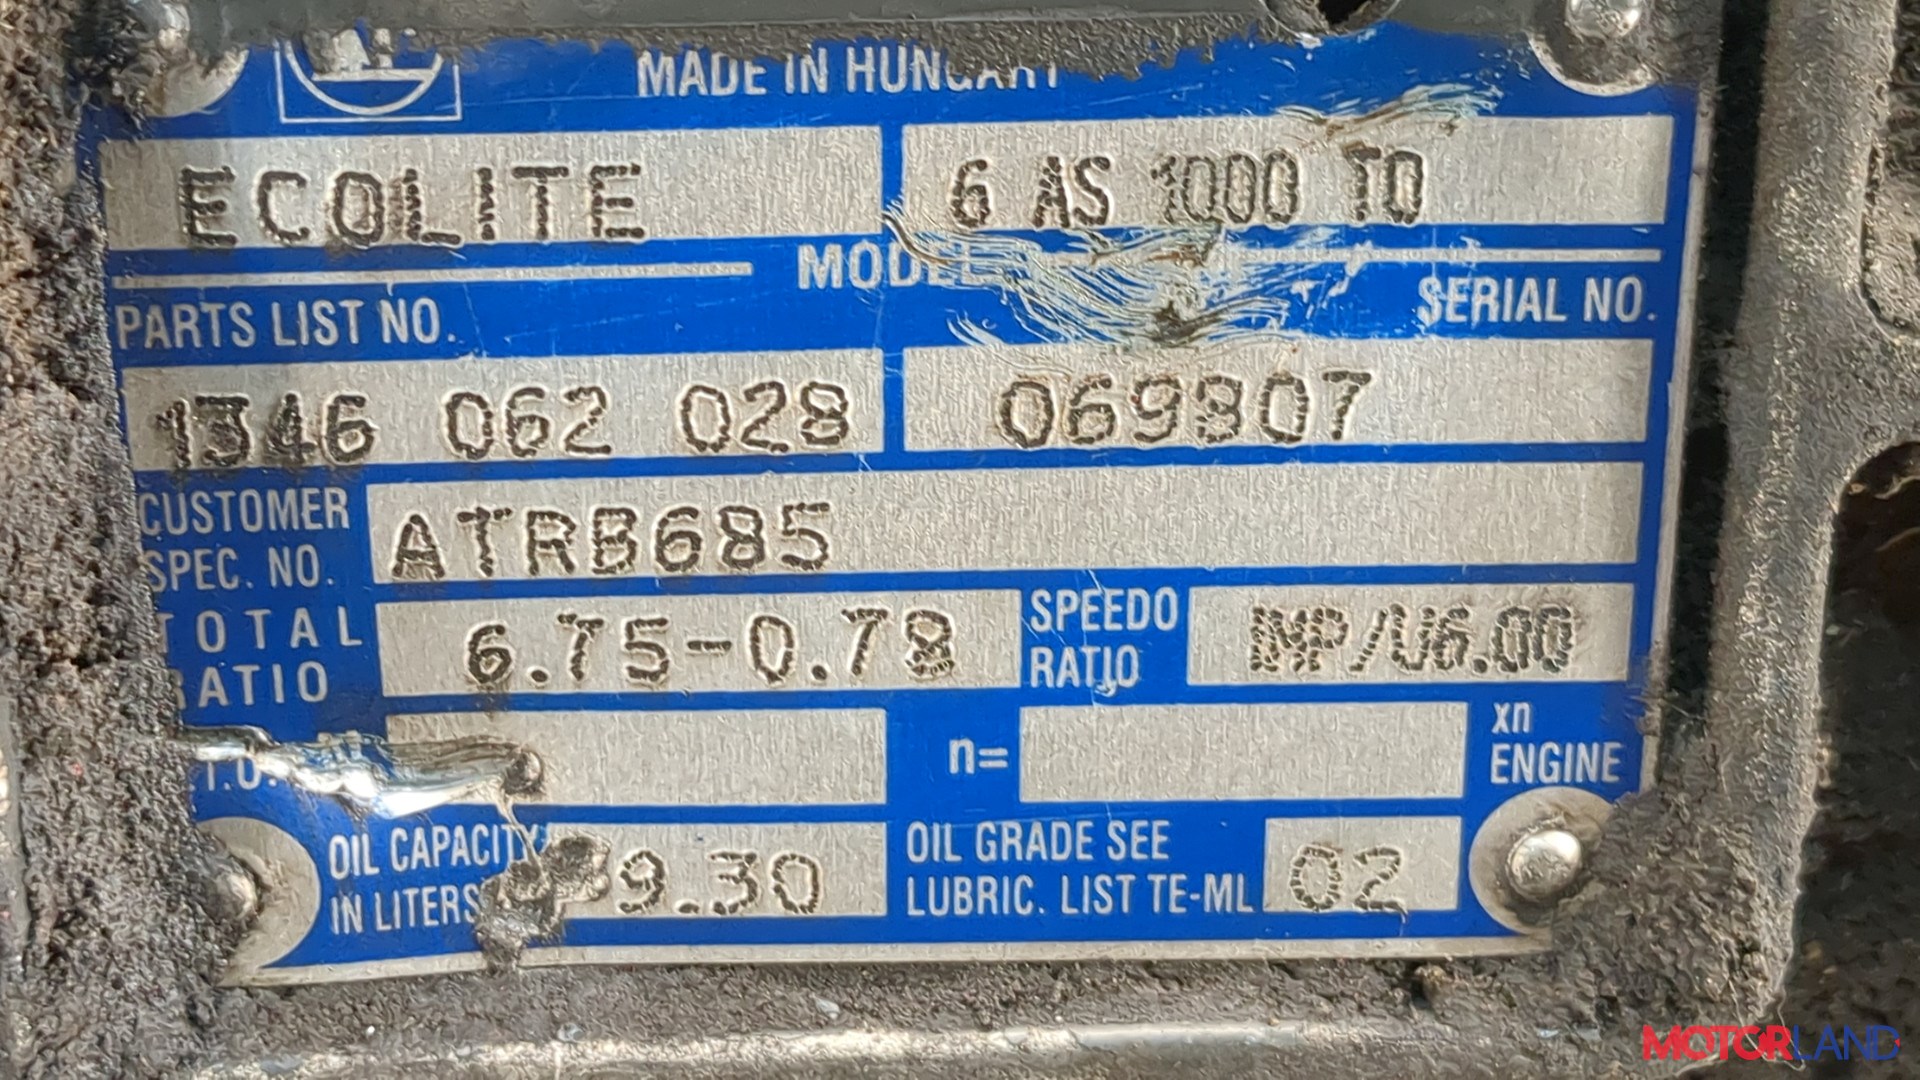 MADE IN HUNGARY
ECOLITE 6 AS 1000 TO
MODEL
PARTS LIST NO. SERIAL NO.
1346 062 028 069807
CUSTOMER
SPEC. NO.
ATRB685
TOTAL
RATIO
6.75-0.78
SPEEDO
RATIO
IMP/U6.00
n=
xn
ENGINE
OIL CAPACITY
IN LITERS
9.30
OIL GRADE SEE
LUBRIC. LIST TE-ML
02
MOTORLAND